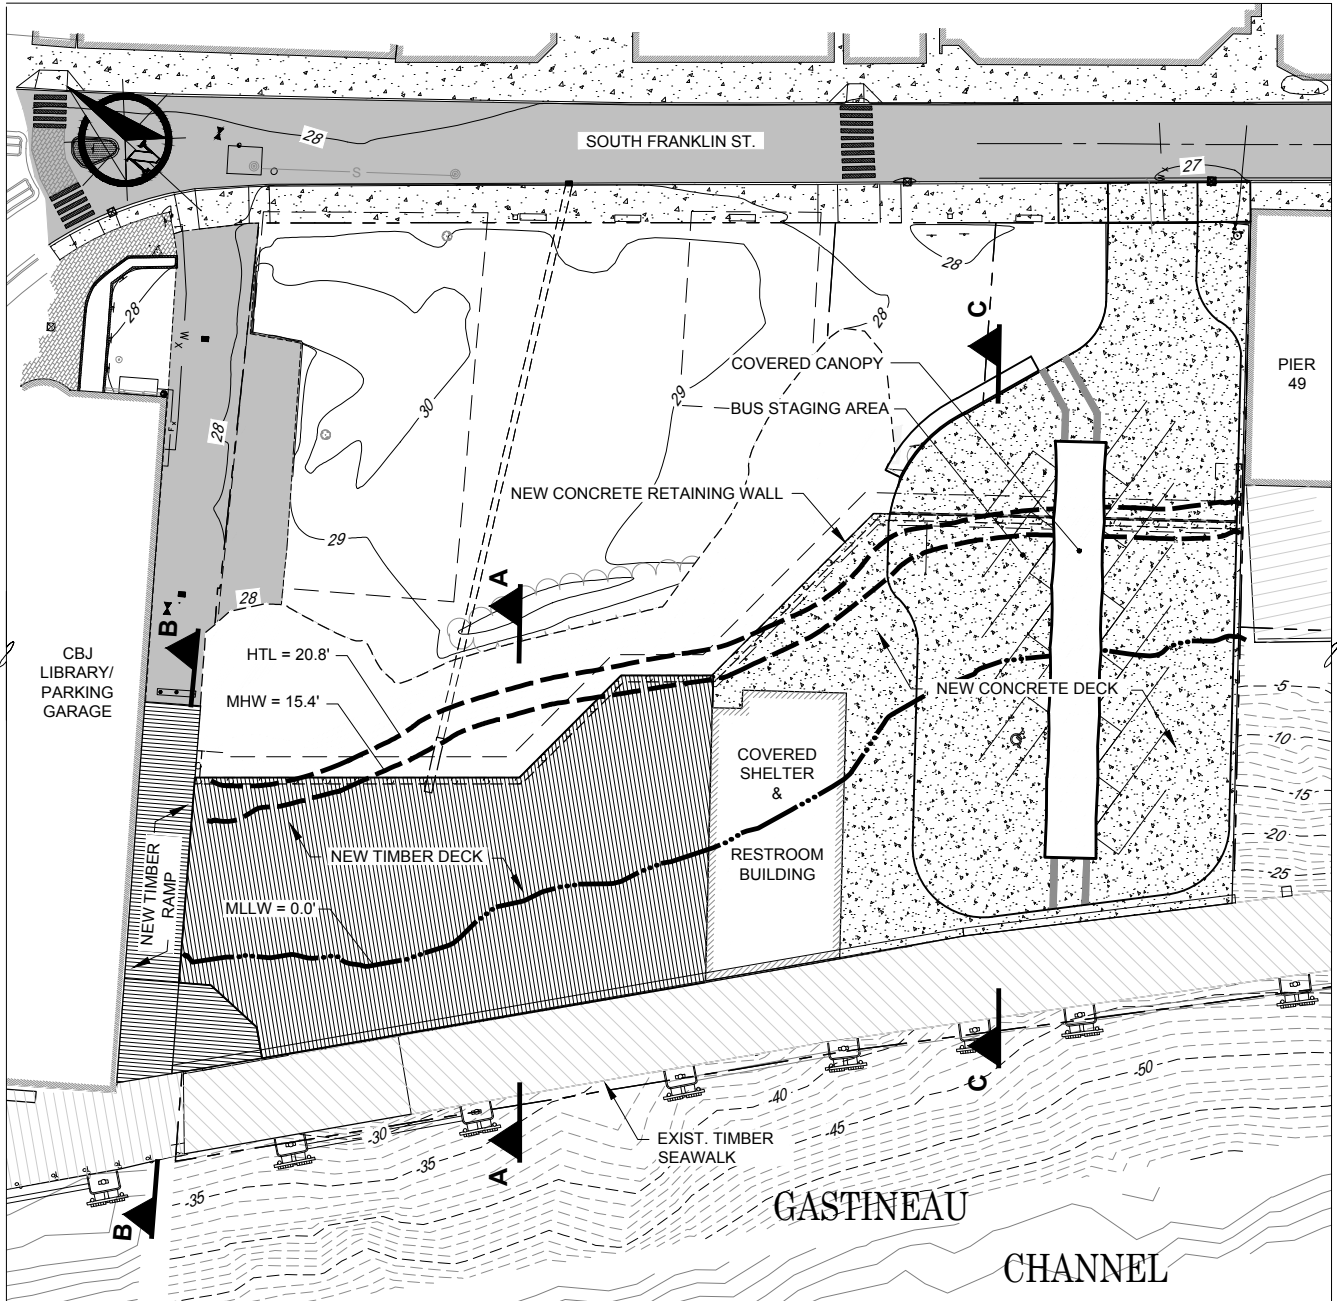 28
SOUTH FRANKLIN ST.
S
27
28
28
28
W X
PIER
49
C
COVERED CANOPY
29
BUS STAGING AREA
30
28
Fx
NEW CONCRETE RETAINING WALL
29
A
28
B
HTL = 20.8'
CBJ
LIBRARY/
PARKING
GARAGE
MHW = 15.4'
NEW CONCRETE DECK
-5
-10
COVERED
SHELTER
&
RESTROOM
BUILDING
-15
-20
-25
NEW TIMBER DECK
NEW TIMBER
RAMP
MLLW = 0.0'
C
-50
-40
-30
-45
EXIST. TIMBER
SEAWALK
-35
A
-35
B
GASTINEAU
CHANNEL